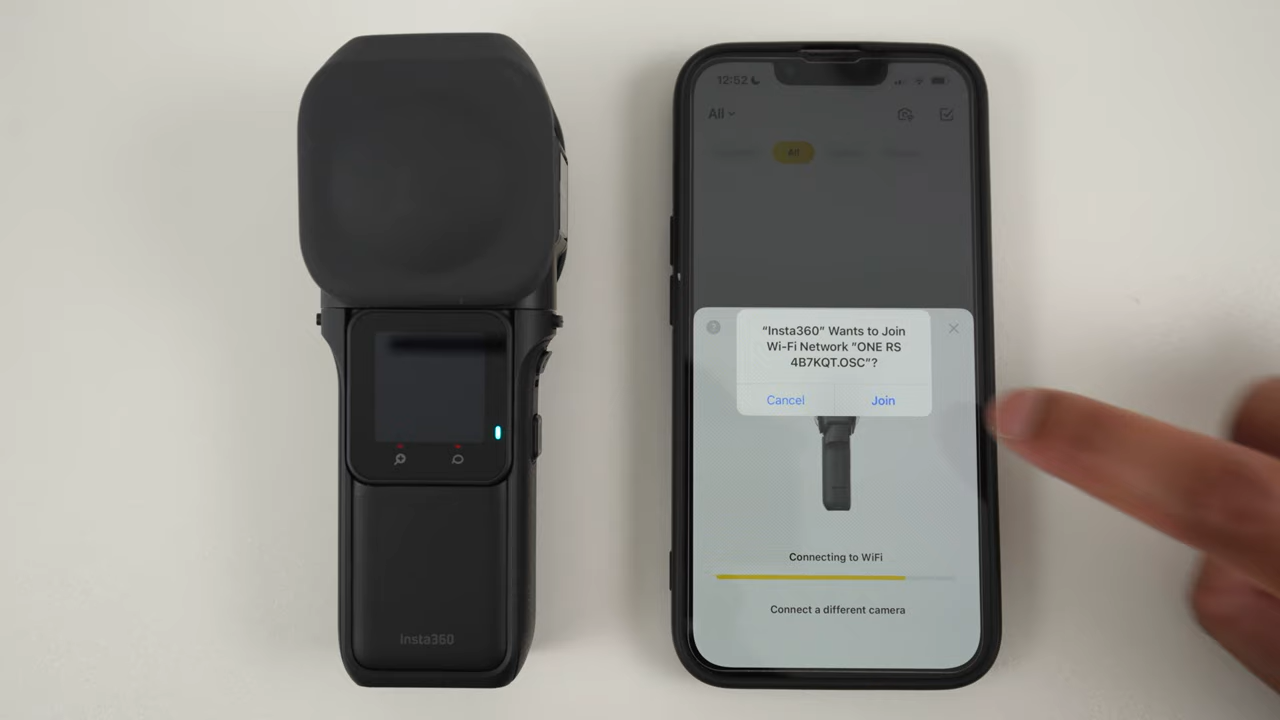 12:52
All
All
"Insta360" Wants to Join
Wi-Fi Network "ONE RS
4B7KQT.OSC"?
Cancel
Join
Connecting to WiFi
Connect a different camera
Insta360